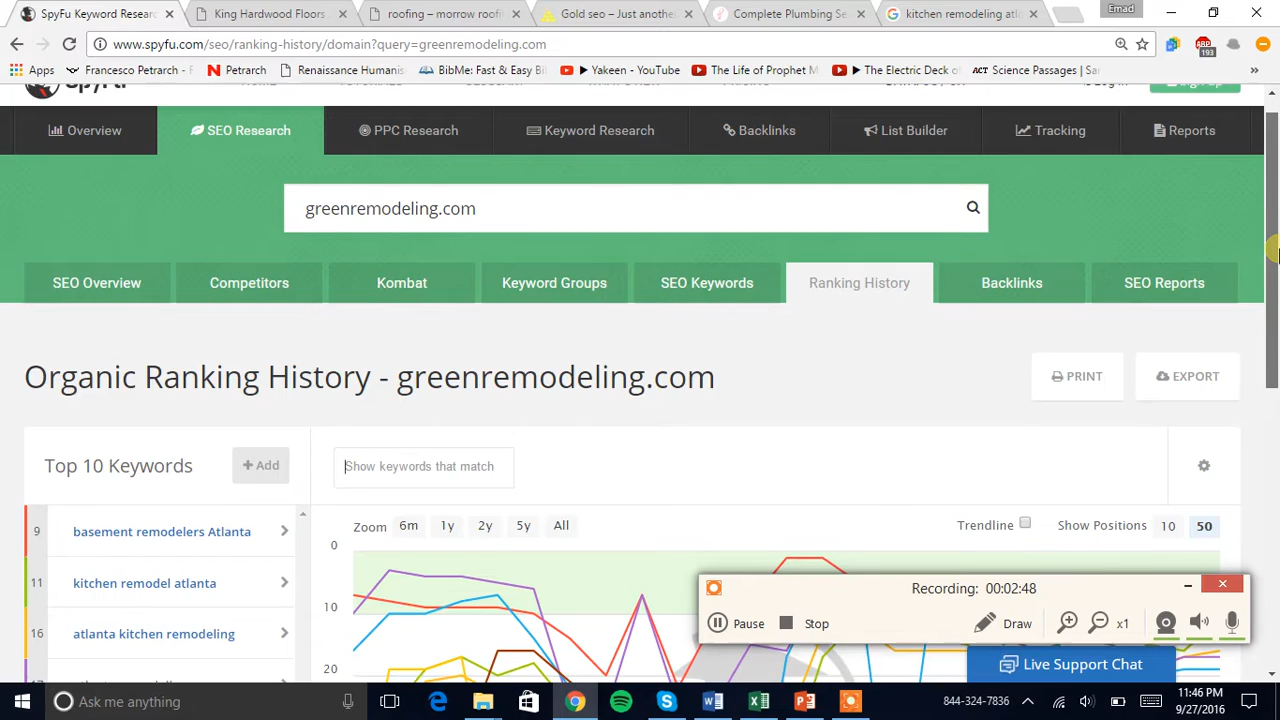 SpyFu Keyword Resear
King Hardwood Floors
roofing – morrow roofi
Gold seo – Just anothe
Complete Plumbing Se
kitchen remodeling atl
Emad
www.spyfu.com/seo/ranking-history/domain?query=greenremodeling.com
193
Apps
Francesco Petrarch - F
Petrarch
Renaissance Humanis
BibMe: Fast & Easy Bi
Yakeen - YouTube
The Life of Prophet M
The Electric Deck of
ACT Science Passages | Sar
Overview
SEO Research
PPC Research
Keyword Research
Backlinks
List Builder
Tracking
Reports
greenremodeling.com
SEO Overview
Competitors
Kombat
Keyword Groups
SEO Keywords
Ranking History
Backlinks
SEO Reports
Organic Ranking History - greenremodeling.com
PRINT
EXPORT
Top 10 Keywords
+ Add
Show keywords that match
9 basement remodelers Atlanta
11 kitchen remodel atlanta
16 atlanta kitchen remodeling
Zoom 6m 1y 2y 5y All
Trendline
Show Positions 10 50
0
10
20
Recording: 00:02:48
Pause
Stop
Draw
x1
Live Support Chat
Ask me anything
844-324-7836
11:46 PM
9/27/2016